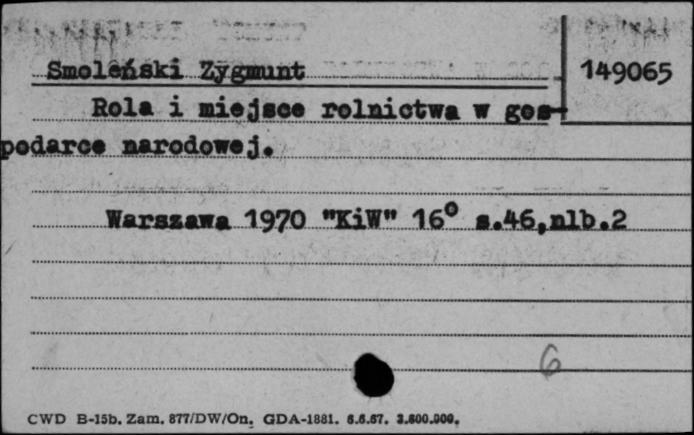 Smoleński Zygmunt
149065
Rola i miejsce rolnictwa w gos-
podarce narodowej.
Warszawa 1970 "KiW" 16° s.46,nlb.2
6
CWD B-15b. Zam. 877/DW/On. GDA-1881. 6.6.67. 3.600.000.